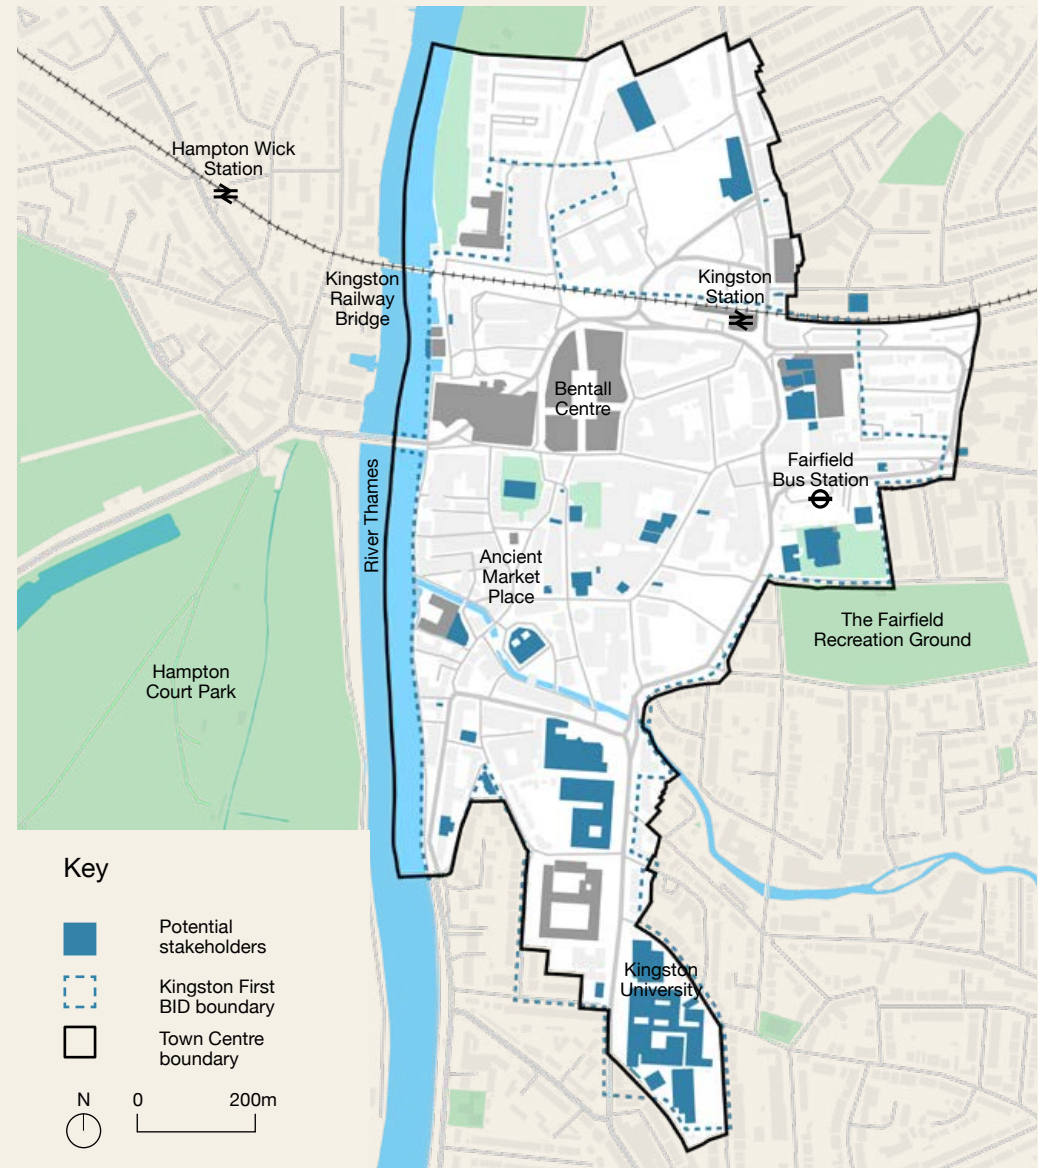 Hampton Wick
Station
Kingston
Railway
Bridge
Kingston
Station
Bentall
Centre
Fairfield
Bus Station
River Thames
Ancient
Market
Place
The Fairfield
Recreation Ground
Hampton
Court Park
Kingston
University
Key
Potential
stakeholders
Kingston First
BID boundary
Town Centre
boundary
N
0
200m